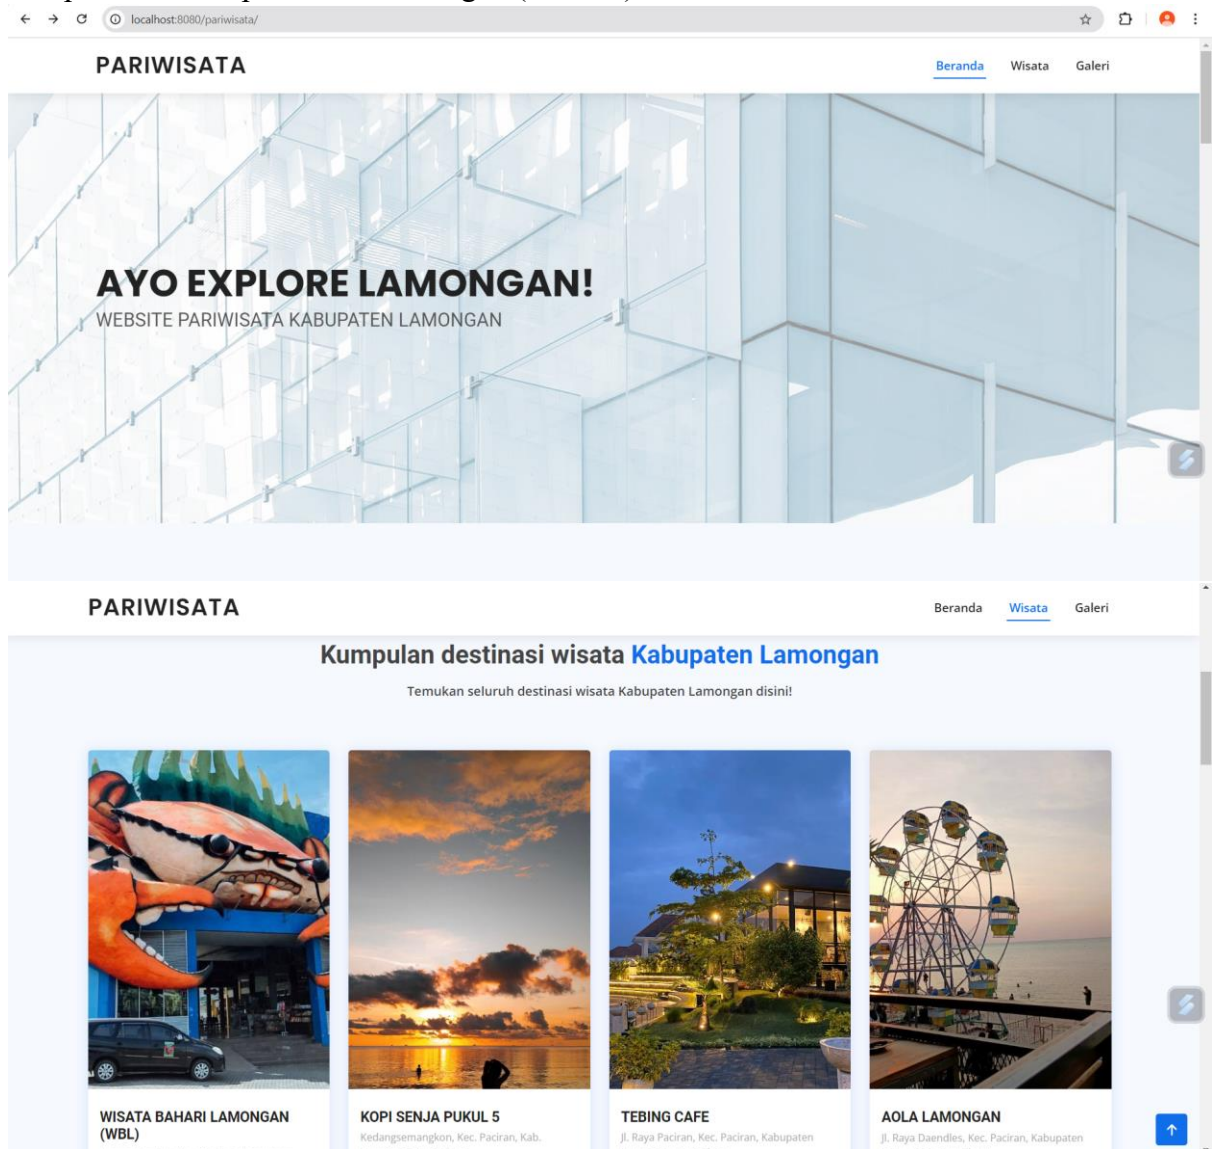 localhost:8080/pariwisata/
PARIWISATA
Beranda Wisata Galeri
AYO EXPLORE LAMONGAN!
WEBSITE PARIWISATA KABUPATEN LAMONGAN
PARIWISATA
Beranda Wisata Galeri
Kumpulan destinasi wisata Kabupaten Lamongan
Temukan seluruh destinasi wisata Kabupaten Lamongan disini!
WISATA BAHARI LAMONGAN
(WBL)
KOPI SENJA PUKUL 5
Kedangsemangkon, Kec. Paciran, Kab.
TEBING CAFE
Jl. Raya Paciran, Kec. Paciran, Kabupaten
AOLA LAMONGAN
Jl. Raya Daendles, Kec. Paciran, Kabupaten